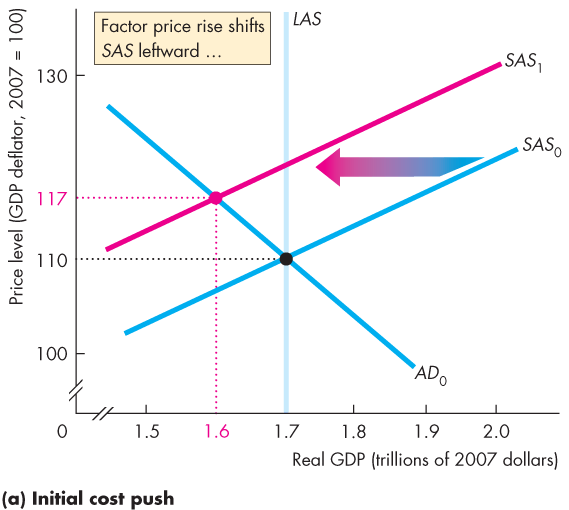 Price level (GDP deflator, 2007 = 100)
Factor price rise shifts
SAS leftward …
LAS
130
SAS₁
SAS₀
117
110
100
AD₀
0
1.5
1.6
1.7
1.8
1.9
2.0
Real GDP (trillions of 2007 dollars)
(a) Initial cost push